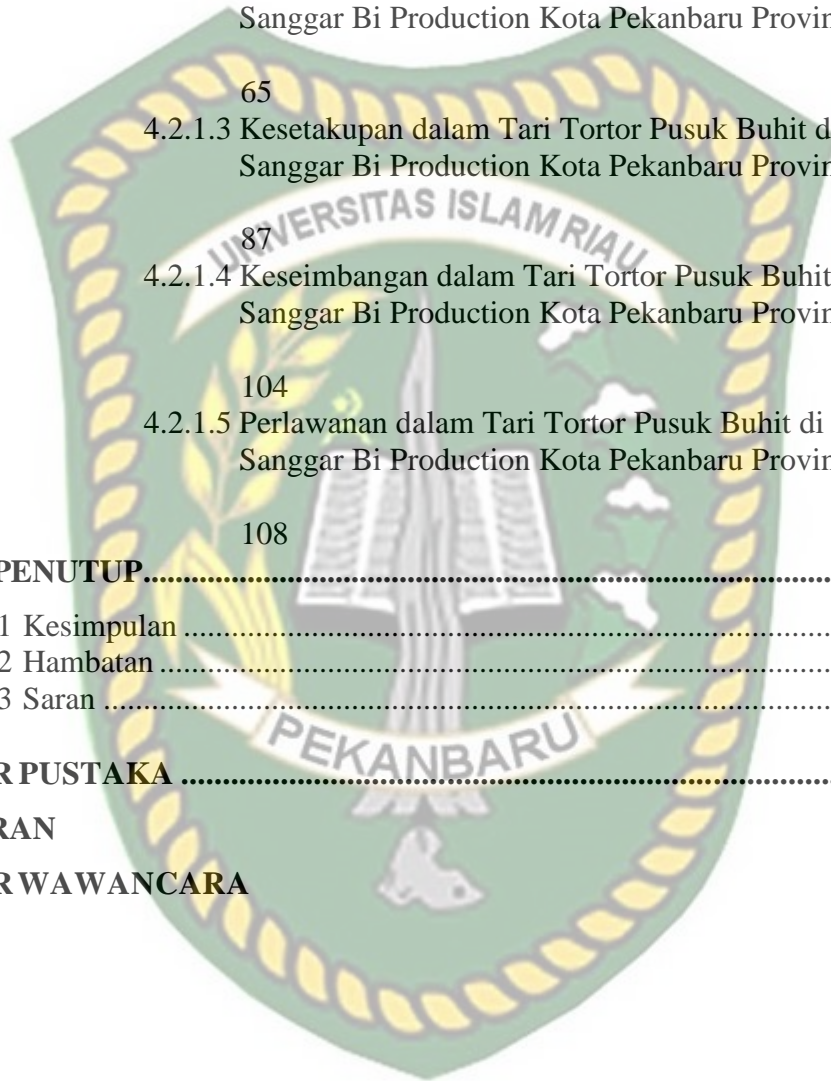 Sanggar Bi Production Kota Pekanbaru Provin
65
4.2.1.3 Kesetakupan dalam Tari Tortor Pusuk Buhit d
Sanggar Bi Production Kota Pekanbaru Provin
UNIVERSITAS ISLAM RIAU
87
4.2.1.4 Keseimbangan dalam Tari Tortor Pusuk Buhit
Sanggar Bi Production Kota Pekanbaru Provin
104
4.2.1.5 Perlawanan dalam Tari Tortor Pusuk Buhit di
Sanggar Bi Production Kota Pekanbaru Provin
108
PENUTUP........................................................................
1 Kesimpulan ........................................................................
2 Hambatan ........................................................................
3 Saran ........................................................................
PEKANBARU
R PUSTAKA ........................................................................
RAN
R WAWANCARA